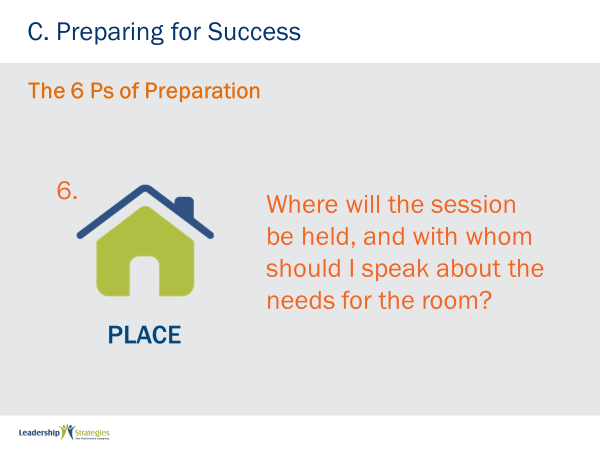 C. Preparing for Success
The 6 Ps of Preparation
6.
Where will the session
be held, and with whom
should I speak about the
needs for the room?
PLACE
Leadership Strategies
The Facilitation Company